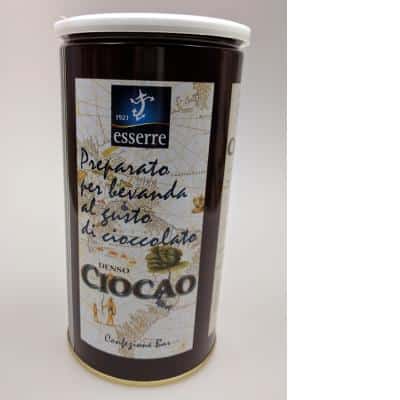 1921
esserre
Preparato
per bevanda
al gusto
di cioccolato
DENSO
CIOCAO
Confezione Bar